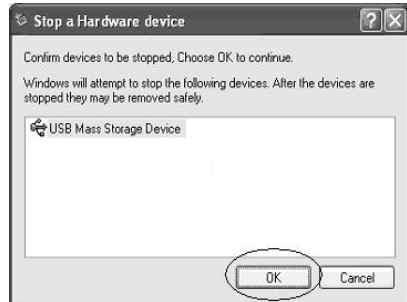 Stop a Hardware device
Confirm devices to be stopped, Choose OK to continue.
Windows will attempt to stop the following devices. After the devices are
stopped they may be removed safely.
USB Mass Storage Device
OK
Cancel